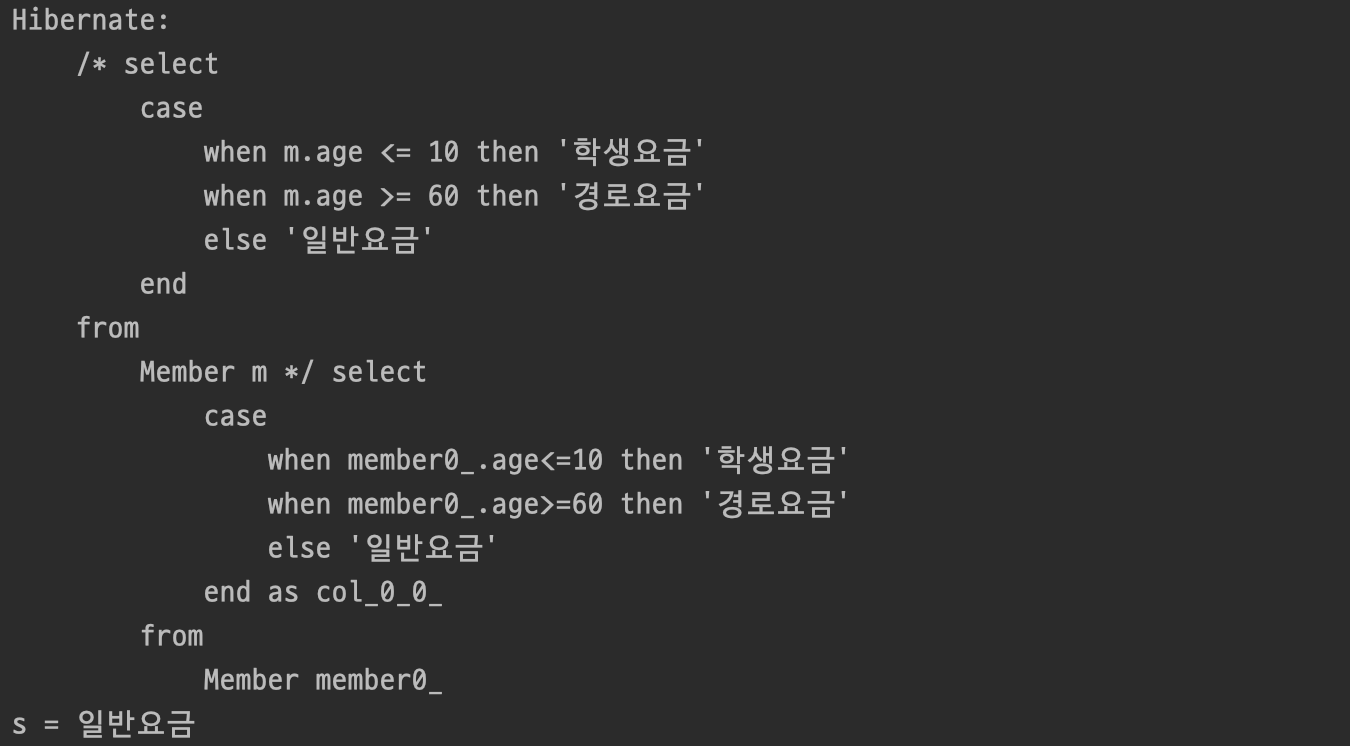 Hibernate:
/* select
case
when m.age <= 10 then '학생요금'
when m.age >= 60 then '경로요금'
else '일반요금'
end
from
Member m */ select
case
when member0_.age<=10 then '학생요금'
when member0_.age>=60 then '경로요금'
else '일반요금'
end as col_0_0_
from
Member member0_
s = 일반요금